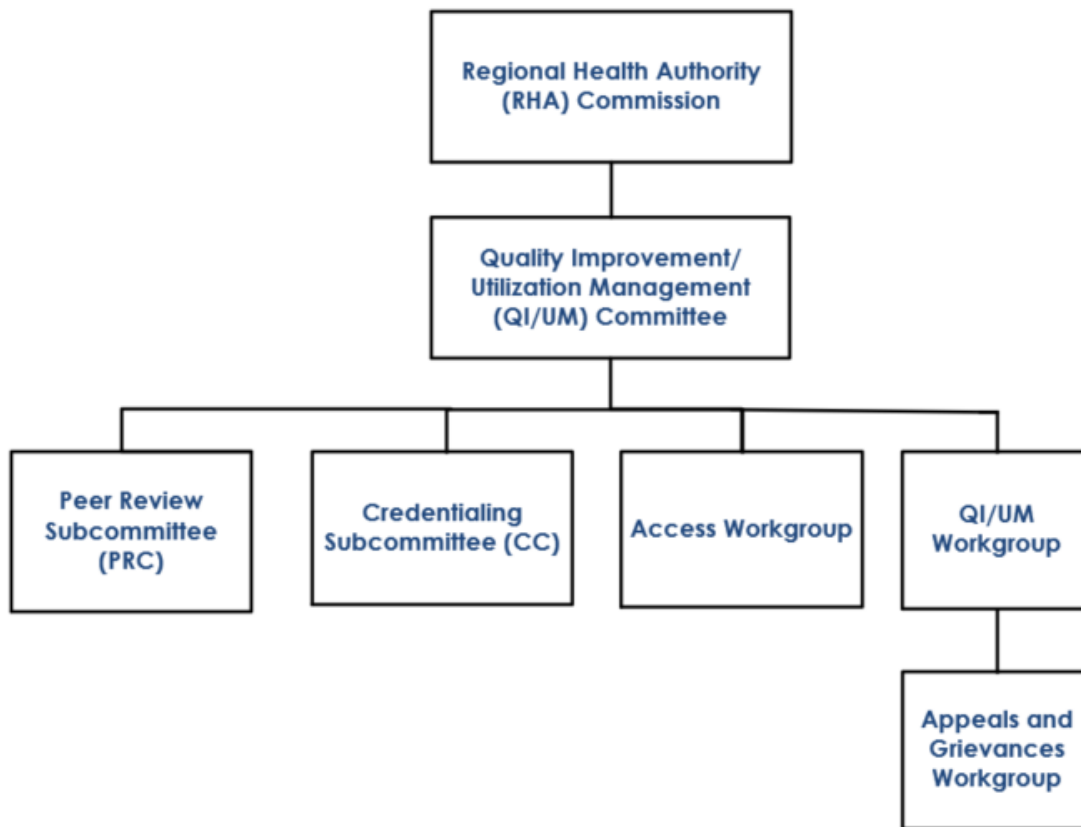 Regional Health Authority
(RHA) Commission
Quality Improvement/
Utilization Management
(QI/UM) Committee
Peer Review
Subcommittee
(PRC)
Credentialing
Subcommittee (CC)
Access Workgroup
QI/UM
Workgroup
Appeals and
Grievances
Workgroup